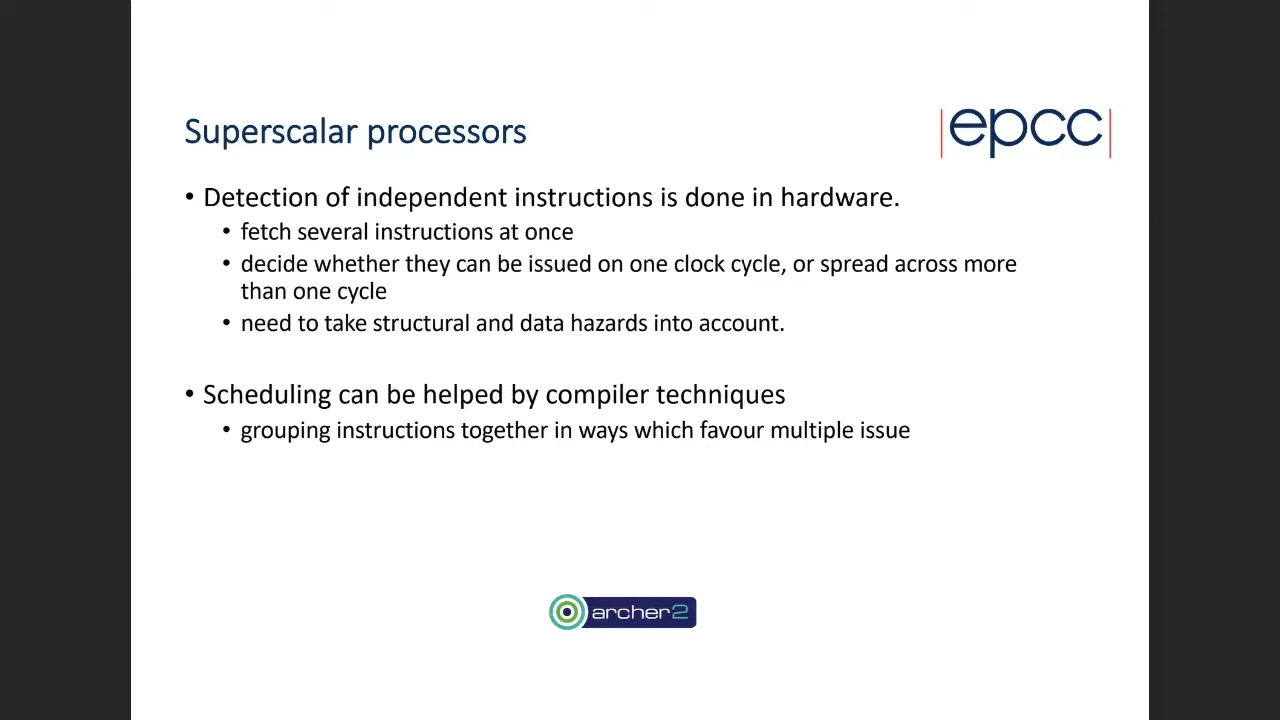 Superscalar processors
|epcc|
• Detection of independent instructions is done in hardware.
• fetch several instructions at once
• decide whether they can be issued on one clock cycle, or spread across more
than one cycle
• need to take structural and data hazards into account.
• Scheduling can be helped by compiler techniques
• grouping instructions together in ways which favour multiple issue
archer2